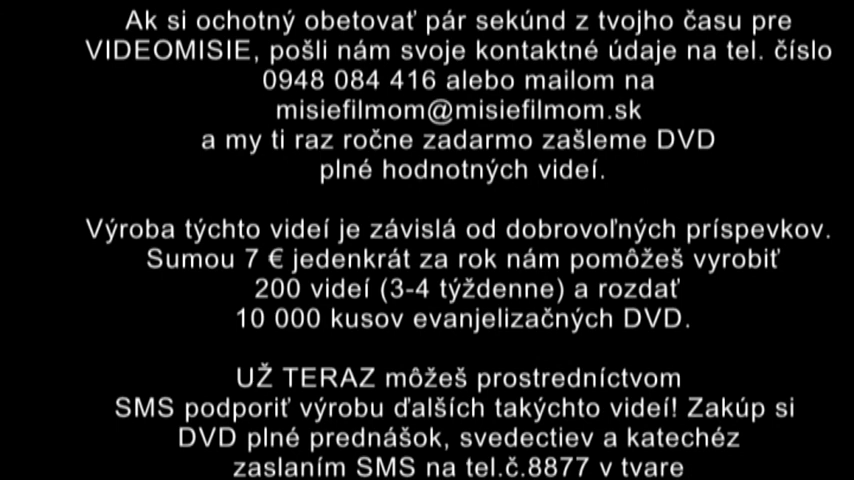 Ak si ochotný obetovať pár sekúnd z tvojho času pre
VIDEOMISIE, pošli nám svoje kontaktné údaje na tel. číslo
0948 084 416 alebo mailom na
misiefilmom@misiefilmom.sk
a my ti raz ročne zadarmo zašleme DVD
plné hodnotných videí.
Výroba týchto videí je závislá od dobrovoľných príspevkov.
Sumou 7 € jedenkrát za rok nám pomôžeš vyrobiť
200 videí (3-4 týždenne) a rozdať
10 000 kusov evanjelizačných DVD.
UŽ TERAZ môžeš prostredníctvom
SMS podporiť výrobu ďalších takýchto videí! Zakúp si
DVD plné prednášok, svedectiev a katechéz
zaslaním SMS na tel.č.8877 v tvare